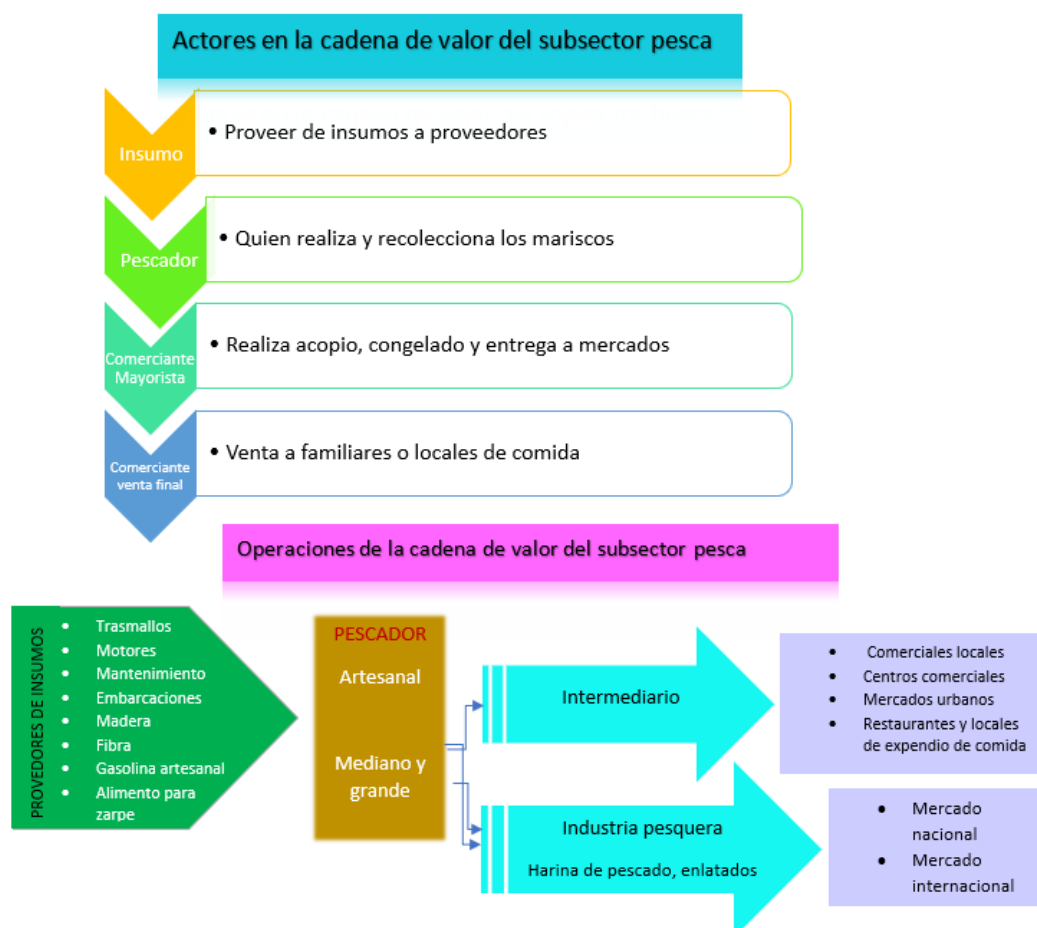 Actores en la cadena de valor del subsector pesca
Insumo
• Proveer de insumos a proveedores
Pescador
• Quien realiza y recolecciona los mariscos
Comerciante
Mayorista
• Realiza acopio, congelado y entrega a mercados
Comerciante
venta final
• Venta a familiares o locales de comida
Operaciones de la cadena de valor del subsector pesca
PROVEDORES DE INSUMOS
• Trasmallos
• Motores
• Mantenimiento
• Embarcaciones
• Madera
• Fibra
• Gasolina artesanal
• Alimento para
zarpe
PESCADOR
Artesanal
Mediano y
grande
Intermediario
• Comerciales locales
• Centros comerciales
• Mercados urbanos
• Restaurantes y locales
de expendio de comida
Industria pesquera
Harina de pescado, enlatados
• Mercado
nacional
• Mercado
internacional